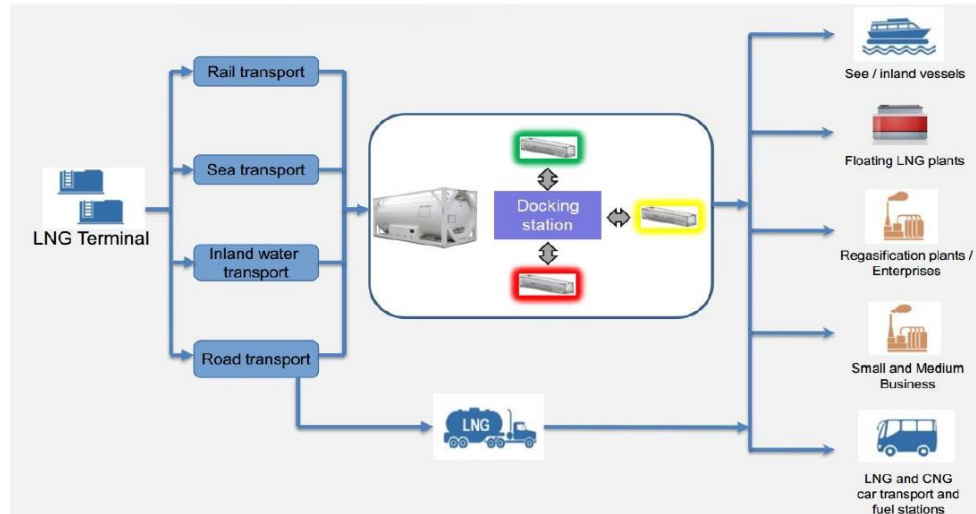 Rail transport
Sea transport
LNG Terminal
Inland water
transport
Road transport
Docking
station
LNG
See / inland vessels
Floating LNG plants
Regasification plants /
Enterprises
Small and Medium
Business
LNG and CNG
car transport and
fuel stations